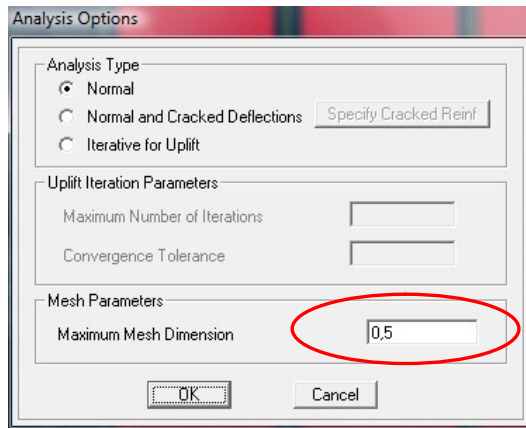 Analysis Options
Analysis Type
Normal
Normal and Cracked Deflections
Specify Cracked Reinf
Iterative for Uplift
Uplift Iteration Parameters
Maximum Number of Iterations
Convergence Tolerance
Mesh Parameters
Maximum Mesh Dimension
0,5
OK
Cancel